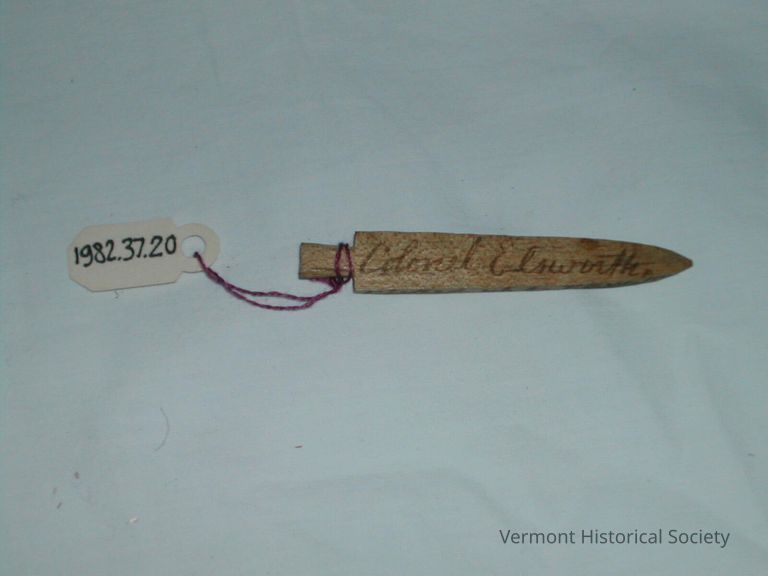 1982.37.20
Colonel Elsworth.
Vermont Historical Society